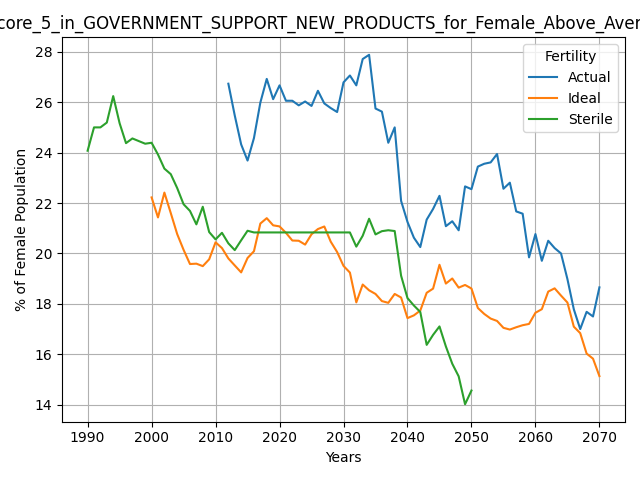 core_5_in_GOVERNMENT_SUPPORT_NEW_PRODUCTS_for_Female_Above_Aver
Fertility
Actual
Ideal
Sterile
% of Female Population
28
26
24
22
20
18
16
14
1990 2000 2010 2020 2030 2040 2050 2060 2070
Years